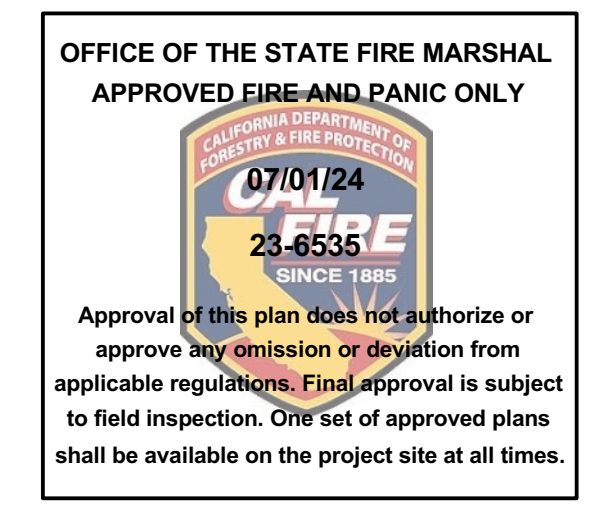 OFFICE OF THE STATE FIRE MARSHAL
APPROVED FIRE AND PANIC ONLY
CALIFORNIA DEPARTMENT OF
FORESTRY & FIRE PROTECTION
07/01/24
CAL
FIRE
23-6535
SINCE 1885
Approval of this plan does not authorize or
approve any omission or deviation from
applicable regulations. Final approval is subject
to field inspection. One set of approved plans
shall be available on the project site at all times.